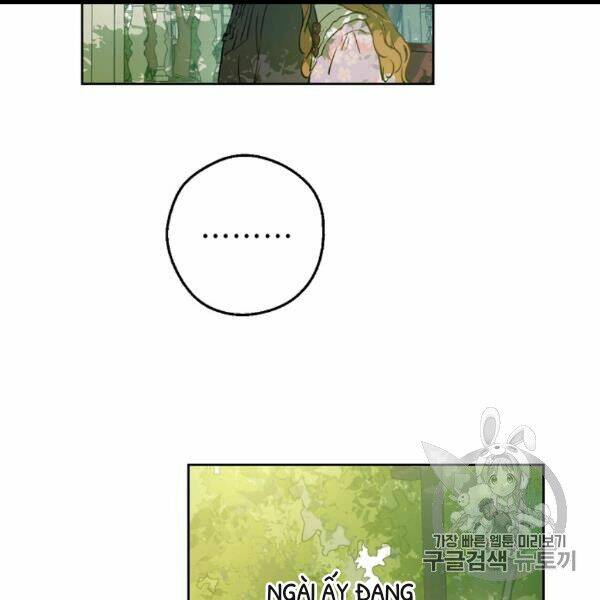 .........
가장 빠른 웹툰 미리보기
구글검색 뉴토끼
NGÀI ẤY ĐANG